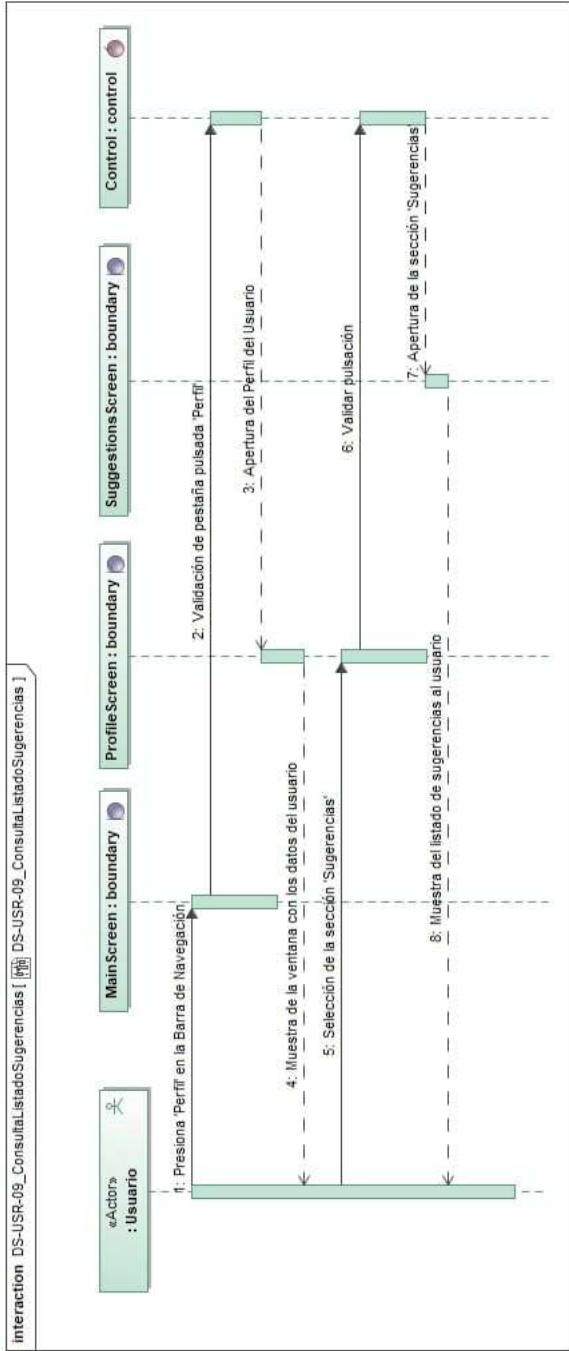 interaction DS-USR-09_ConsultaListadoSugerencias [ DS-USR-09_ConsultaListadoSugerencias ]
«Actor»
: Usuario
MainScreen : boundary
ProfileScreen : boundary
SuggestionsScreen : boundary
Control : control
1: Presiona 'Perfil' en la Barra de Navegación
2: Validación de pestaña pulsada 'Perfil'
3: Apertura del Perfil del Usuario
4: Muestra de la ventana con los datos del usuario
5: Selección de la sección 'Sugerencias'
6: Validar pulsación
7: Apertura de la sección 'Sugerencias'
8: Muestra del listado de sugerencias al usuario